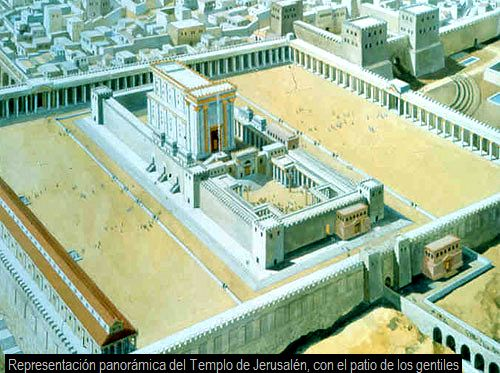 Representación panorámica del Templo de Jerusalén, con el patio de los gentiles